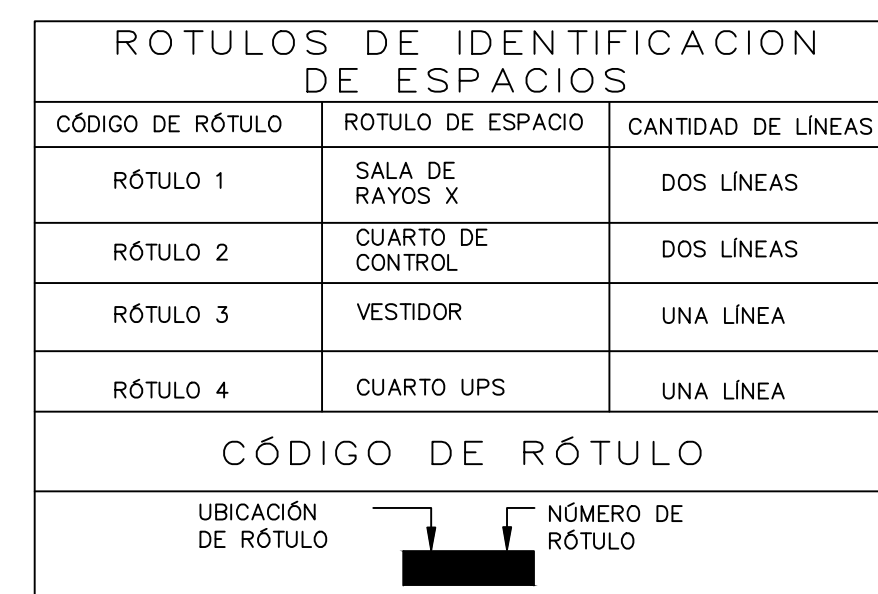 ROTULOS DE IDENTIFICACION
DE ESPACIOS
CÓDIGO DE RÓTULO ROTULO DE ESPACIO CANTIDAD DE LÍNEAS
RÓTULO 1 SALA DE RAYOS X DOS LÍNEAS
RÓTULO 2 CUARTO DE CONTROL DOS LÍNEAS
RÓTULO 3 VESTIDOR UNA LÍNEA
RÓTULO 4 CUARTO UPS UNA LÍNEA
CÓDIGO DE RÓTULO
UBICACIÓN
DE RÓTULO
NÚMERO DE
RÓTULO